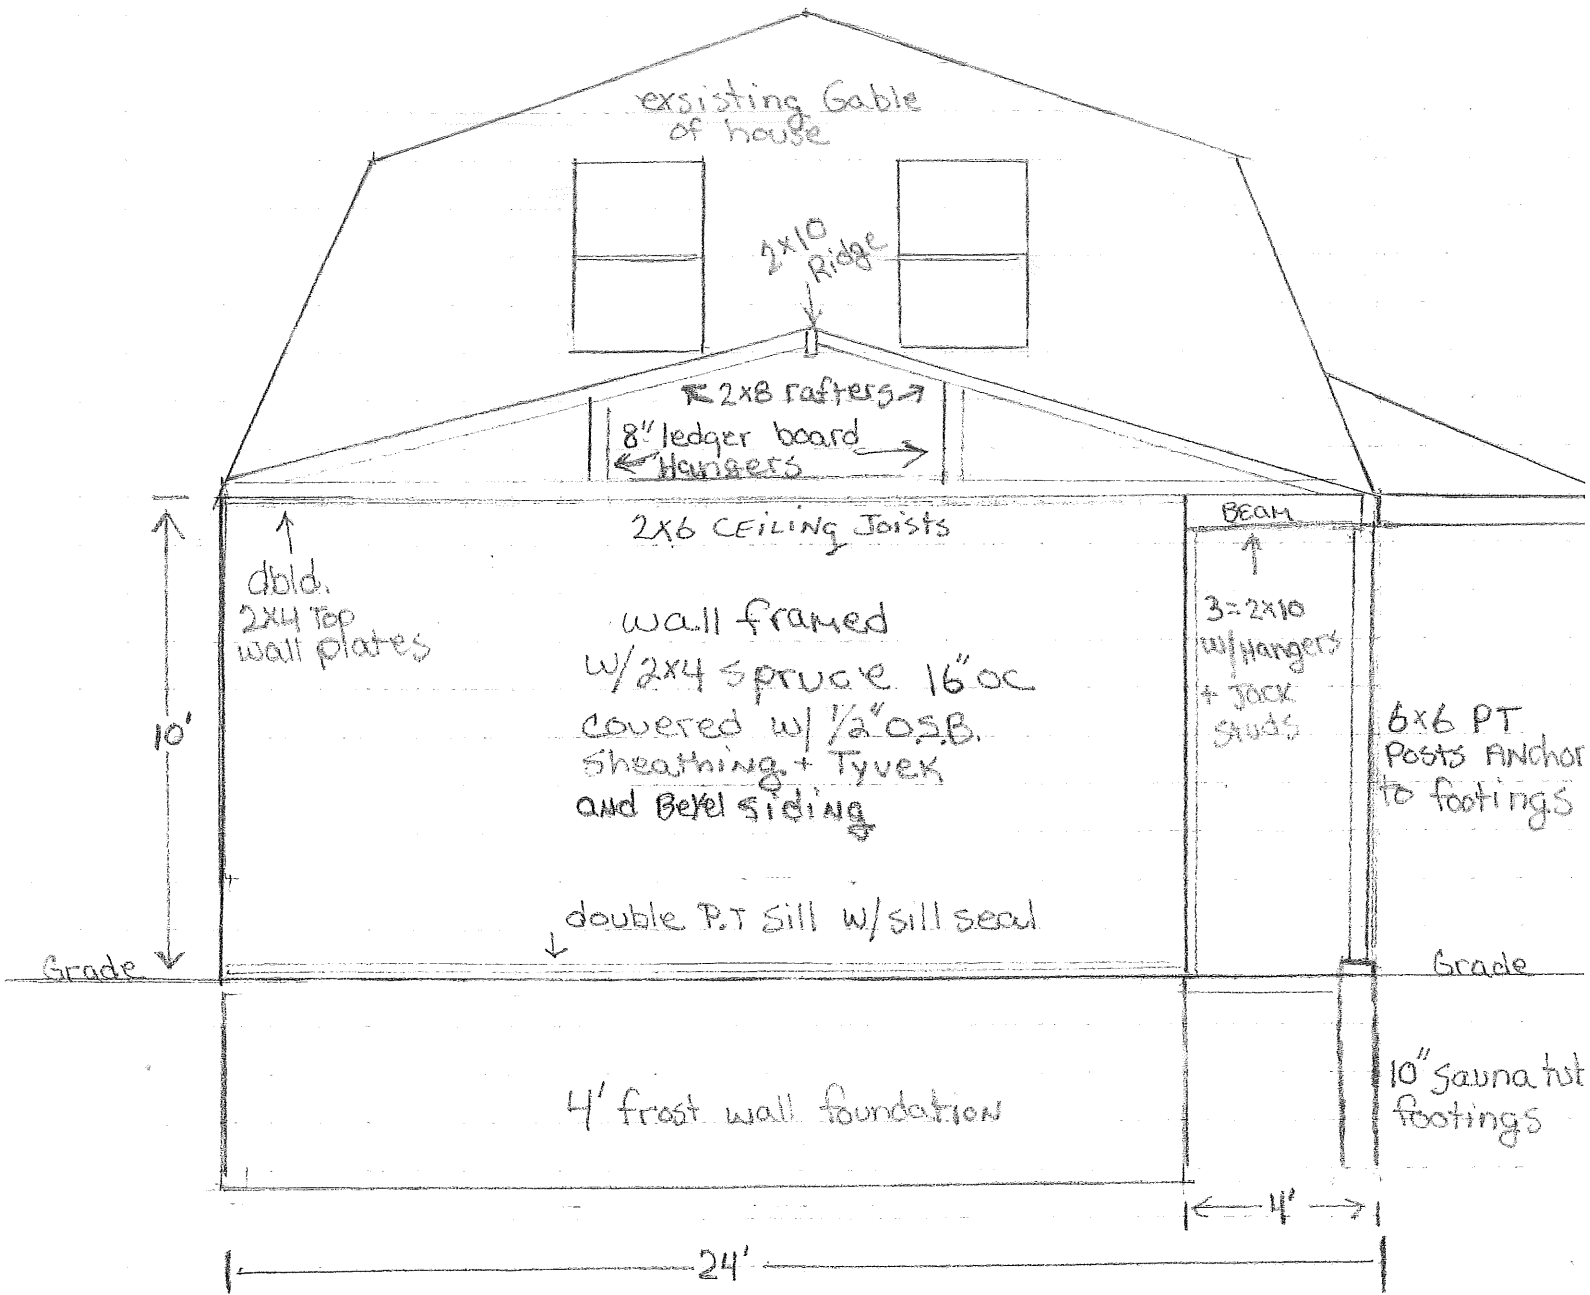 exsisting Gable
of house
2x10
Ridge
2x8 rafters
8" ledger board
Hangers
2x6 CEILING Joists
BEAM
dbld.
2x4 Top
wall plates
wall framed
w/2x4 spruce 16" oc
covered w/ 1/2" O.S.B.
Sheathing + Tyvek
and Bevel siding
3=2x10
w/Hangers
+ Jack
studs
10'
6x6 PT
Posts ANchor
to footings
double P.T sill w/sill seal
Grade
Grade
4' frost wall foundation
10" Sauna tub
footings
4'
24'